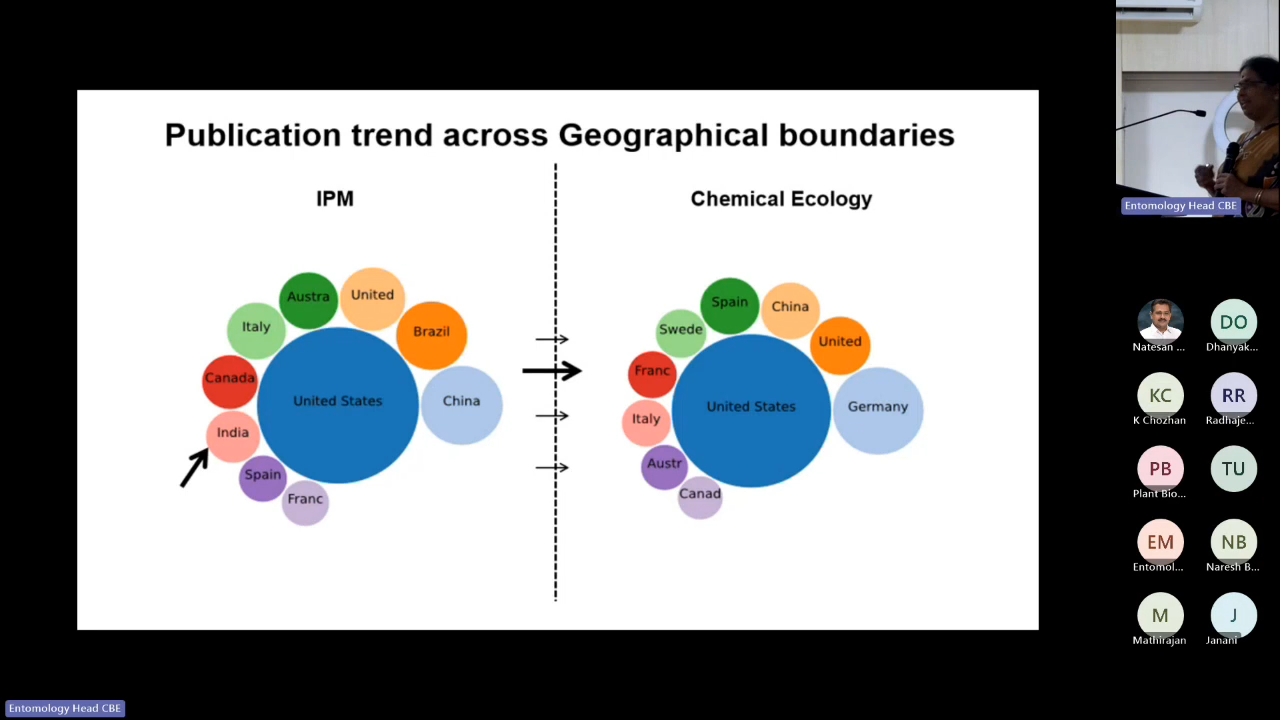 Publication trend across Geographical boundaries
IPM
Chemical Ecology
Austra
United
Italy
Brazil
Canada
United States
China
India
Spain
Franc
Spain
China
Swede
United
Franc
United States
Germany
Italy
Austr
Canad
Entomology Head CBE
Natesan ...
DO
Dhanyak...
KC
K Chozhan
RR
Radhaje...
PB
Plant Bio...
TU
EM
Entomol...
NB
Naresh B...
M
Mathirajan
J
Janani
Entomology Head CBE